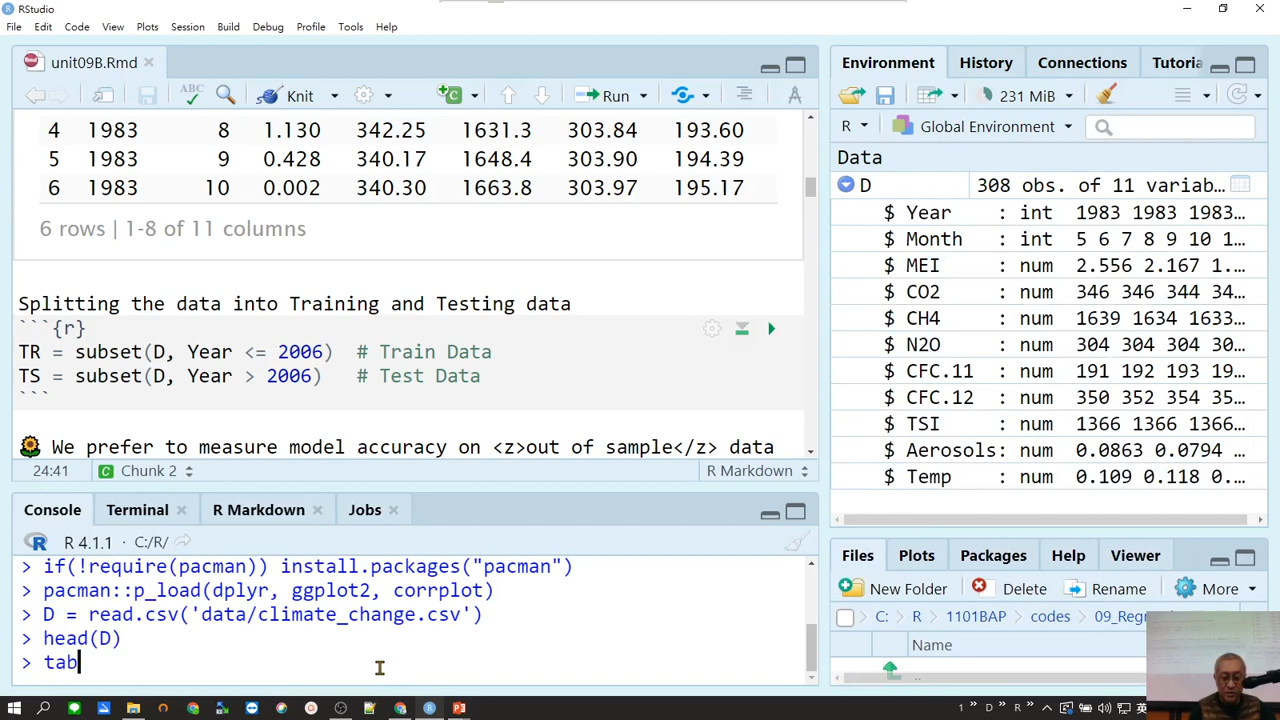 RStudio
File Edit Code View Plots Session Build Debug Profile Tools Help
unit09B.Rmd
ABC Knit Run
4 1983 8 1.130 342.25 1631.3 303.84 193.60
5 1983 9 0.428 340.17 1648.4 303.90 194.39
6 1983 10 0.002 340.30 1663.8 303.97 195.17
6 rows | 1-8 of 11 columns
Splitting the data into Training and Testing data
```{r}
TR = subset(D, Year <= 2006) # Train Data
TS = subset(D, Year > 2006) # Test Data
```
🌻 We prefer to measure model accuracy on <z>out of sample</z> data
24:41 Chunk 2 R Markdown
Console Terminal R Markdown Jobs
R 4.1.1 · C:/R/
> if(!require(pacman)) install.packages("pacman")
> pacman::p_load(dplyr, ggplot2, corrplot)
> D = read.csv('data/climate_change.csv')
> head(D)
> tab
Environment History Connections Tutoria
231 MiB
R Global Environment
Data
D 308 obs. of 11 variab…
$ Year : int 1983 1983 1983…
$ Month : int 5 6 7 8 9 10 1…
$ MEI : num 2.556 2.167 1.…
$ CO2 : num 346 346 344 34…
$ CH4 : num 1639 1634 1633…
$ N2O : num 304 304 304 30…
$ CFC.11 : num 191 192 193 19…
$ CFC.12 : num 350 352 354 35…
$ TSI : num 1366 1366 1366…
$ Aerosols: num 0.0863 0.0794 …
$ Temp : num 0.109 0.118 0.…
Files Plots Packages Help Viewer
New Folder Delete Rename More
C: R 1101BAP codes 09_Reg
Name
..
1 » D » R » 英